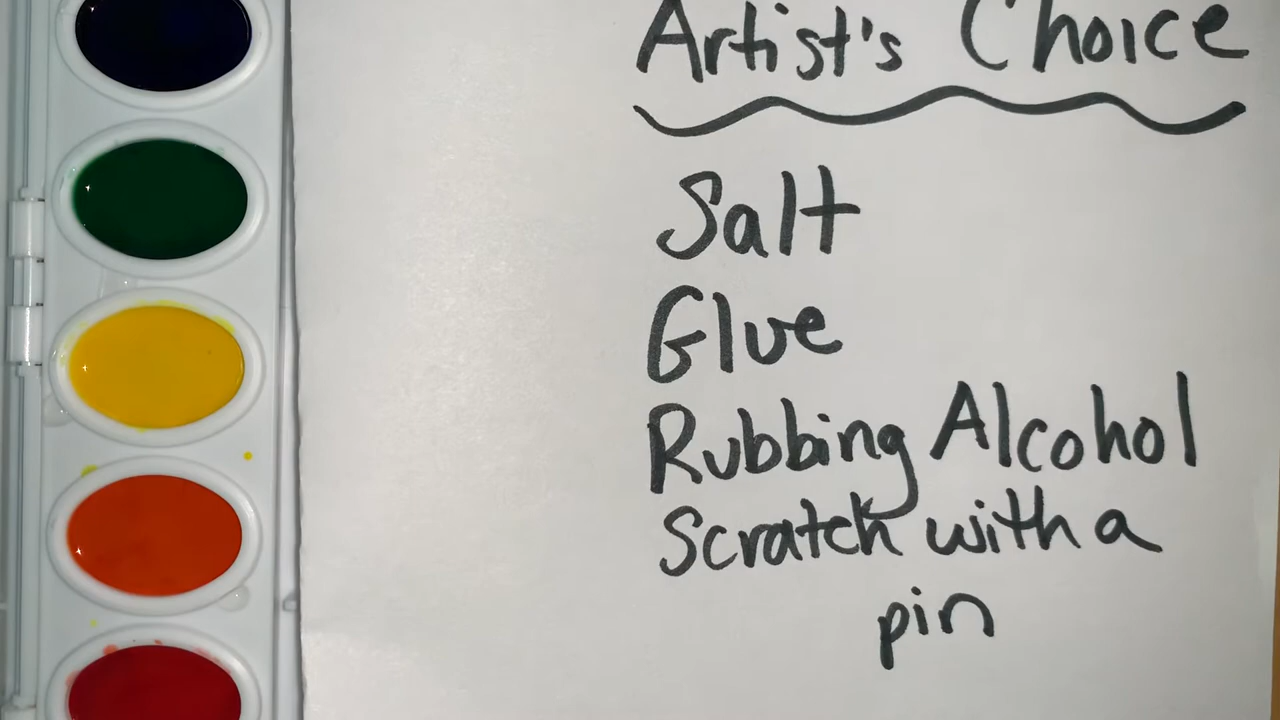 Artist's Choice
Salt
Glue
Rubbing Alcohol
Scratch with a
pin